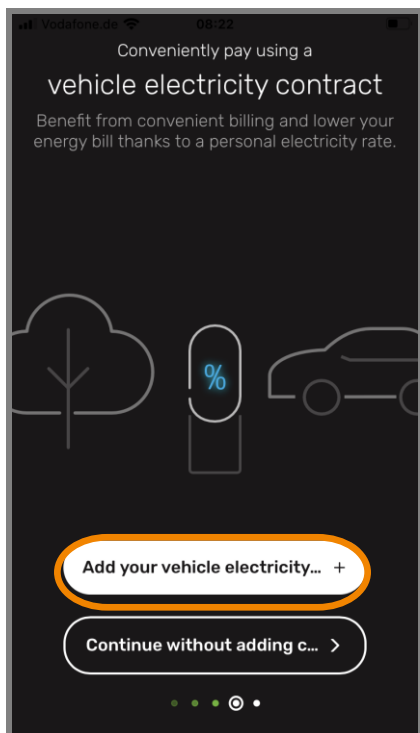 Vodafone.de 08:22
Conveniently pay using a
vehicle electricity contract
Benefit from convenient billing and lower your
energy bill thanks to a personal electricity rate.
%
Add your vehicle electricity... +
Continue without adding c... >